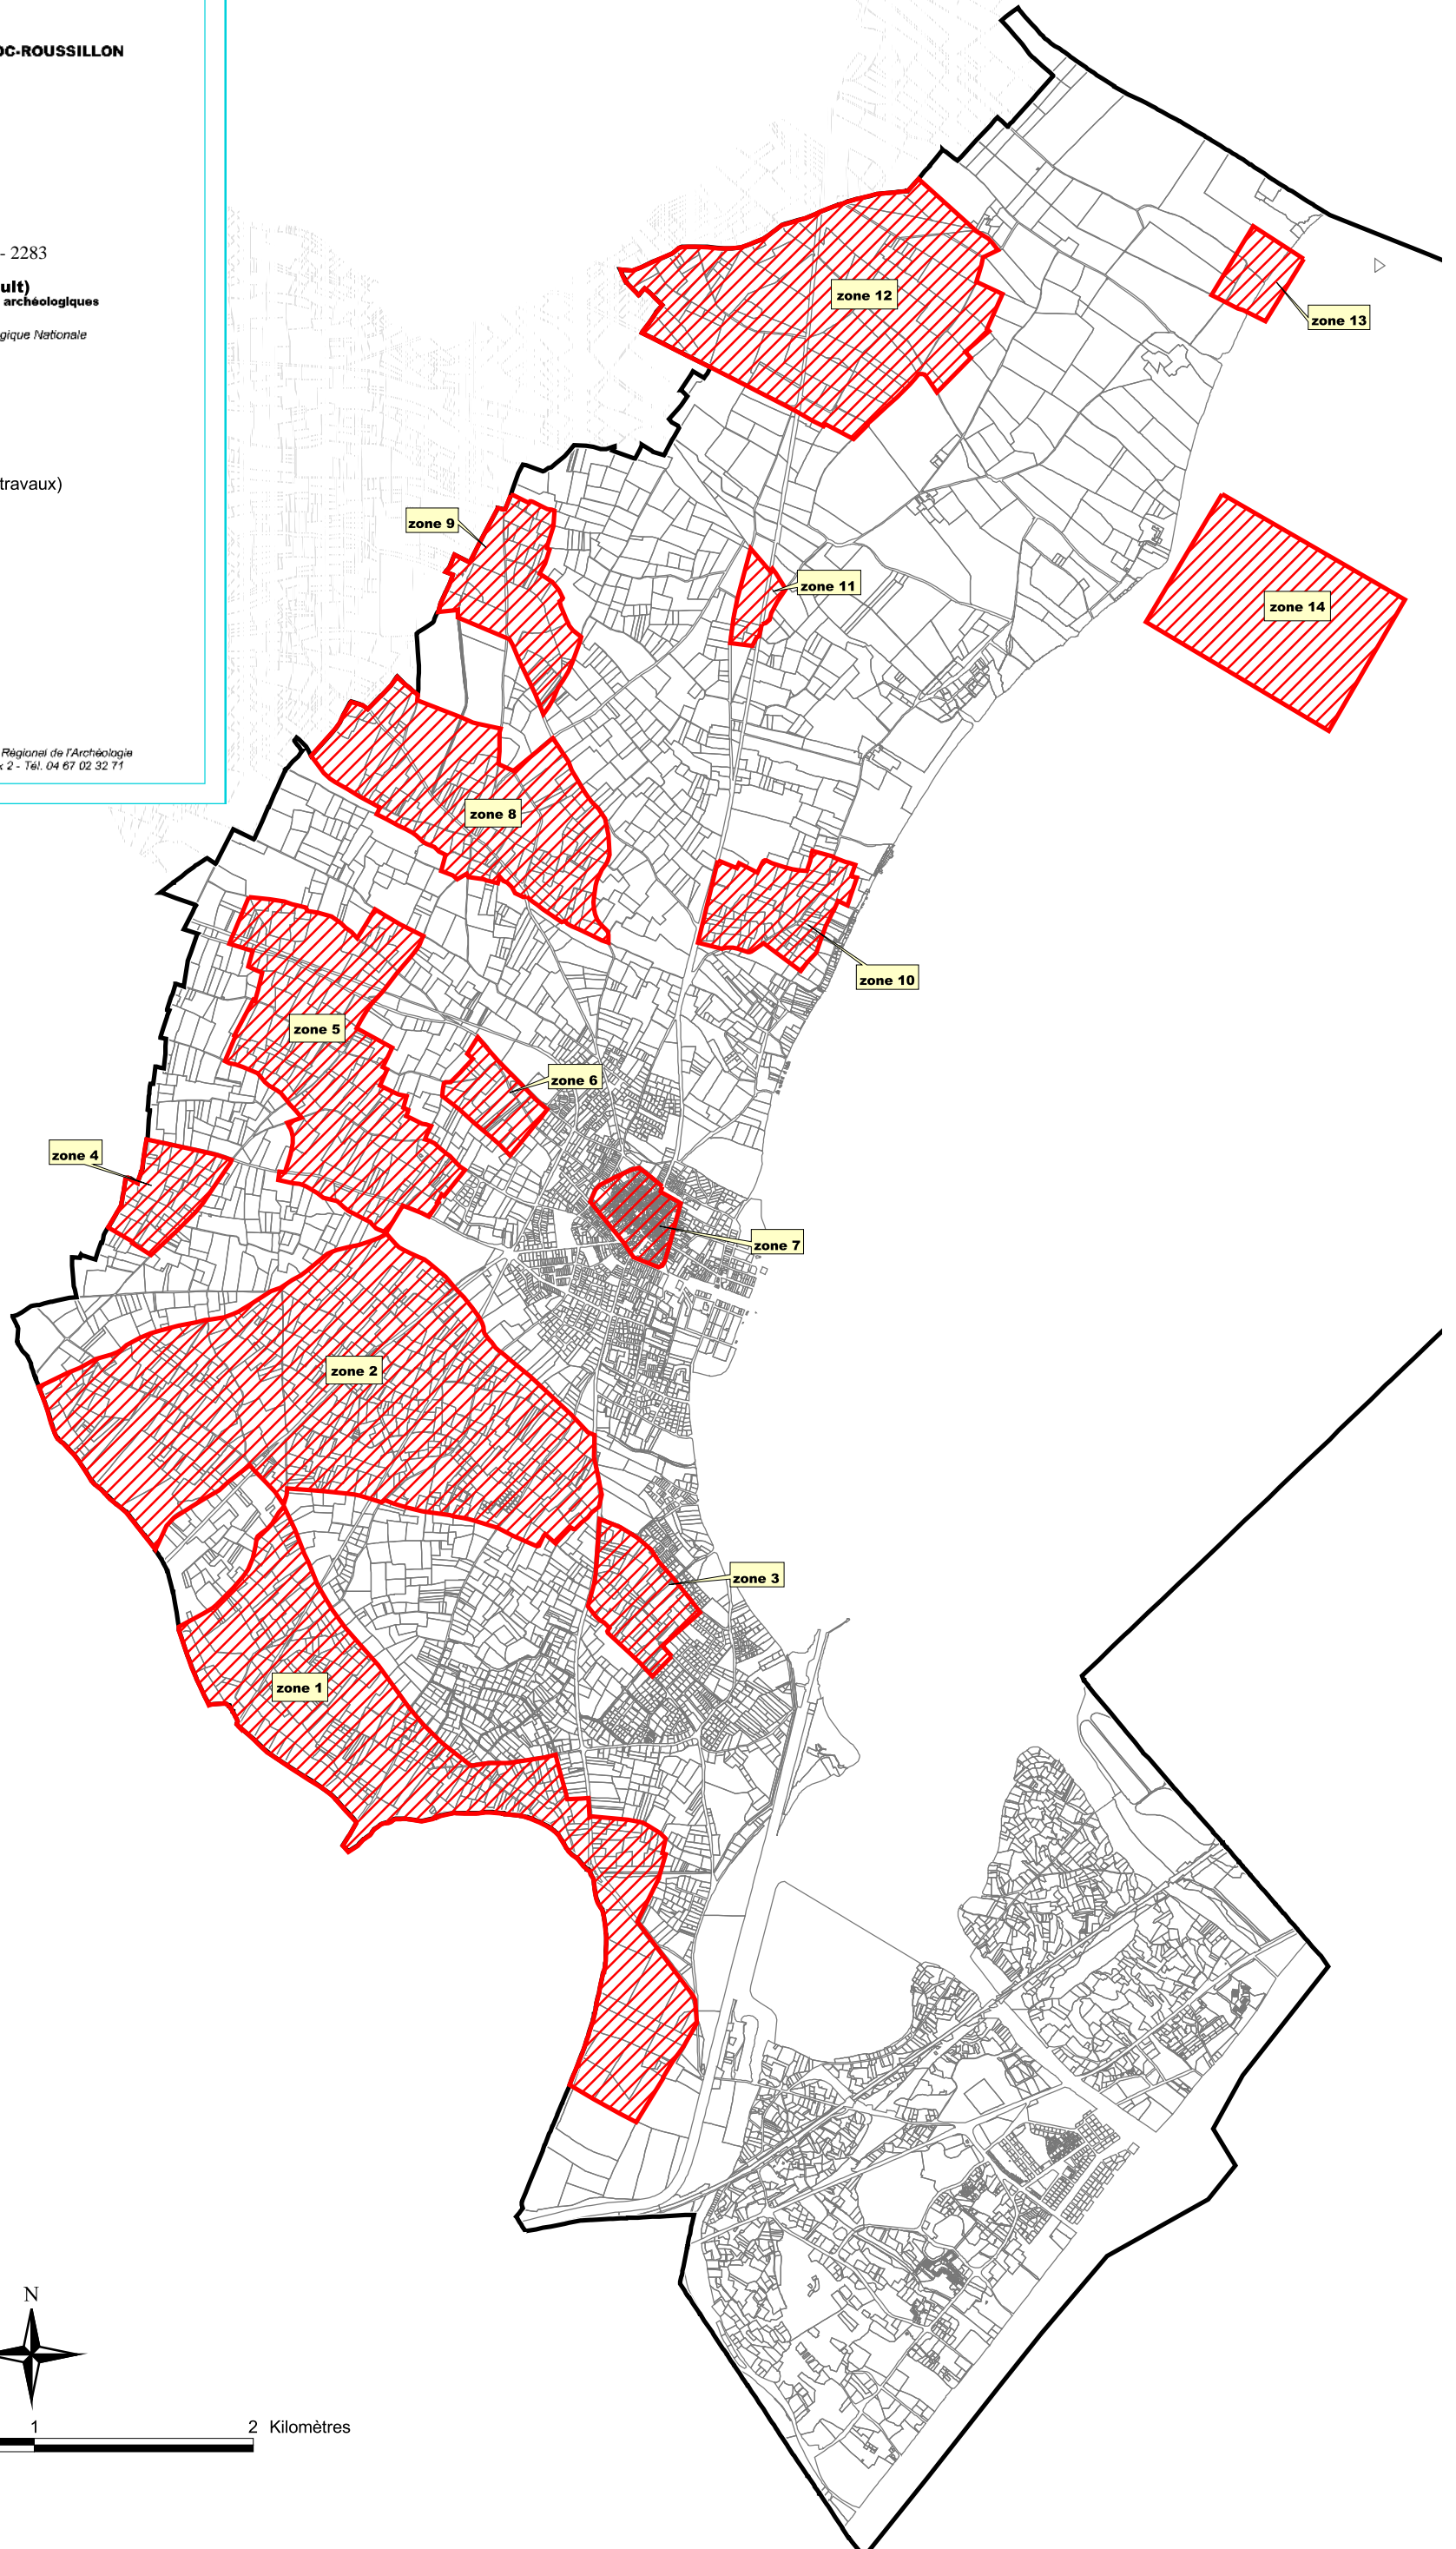 OC-ROUSSILLON
- 2283
ult)
archéologiques
gique Nationale
travaux)
Régional de l'Archéologie
x 2 - Tél. 04 67 02 32 71
zone 12
zone 13
zone 9
zone 11
zone 14
zone 8
zone 10
zone 5
zone 6
zone 4
zone 7
zone 2
zone 3
zone 1
N
1 2 Kilomètres